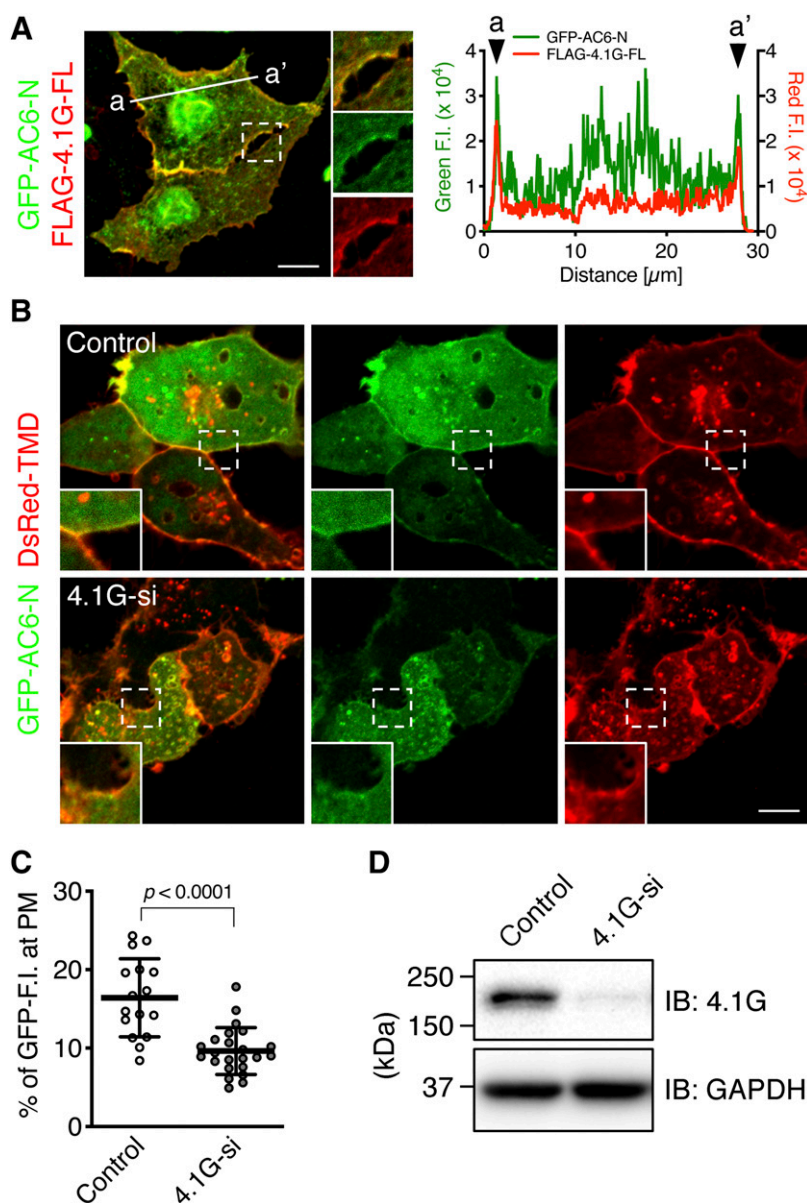 A
GFP-AC6-N
FLAG-4.1G-FL
a
a'
a
a'
GFP-AC6-N
FLAG-4.1G-FL
Green F.I. (x 10⁴)
4
3
2
1
0
Red F.I. (x 10⁴)
4
3
2
1
0
0
10
20
30
Distance [µm]
B
GFP-AC6-N DsRed-TMD
Control
4.1G-si
C
% of GFP-F.I. at PM
p < 0.0001
30
20
10
0
Control
4.1G-si
D
Control
4.1G-si
(kDa)
250
150
IB: 4.1G
37
IB: GAPDH